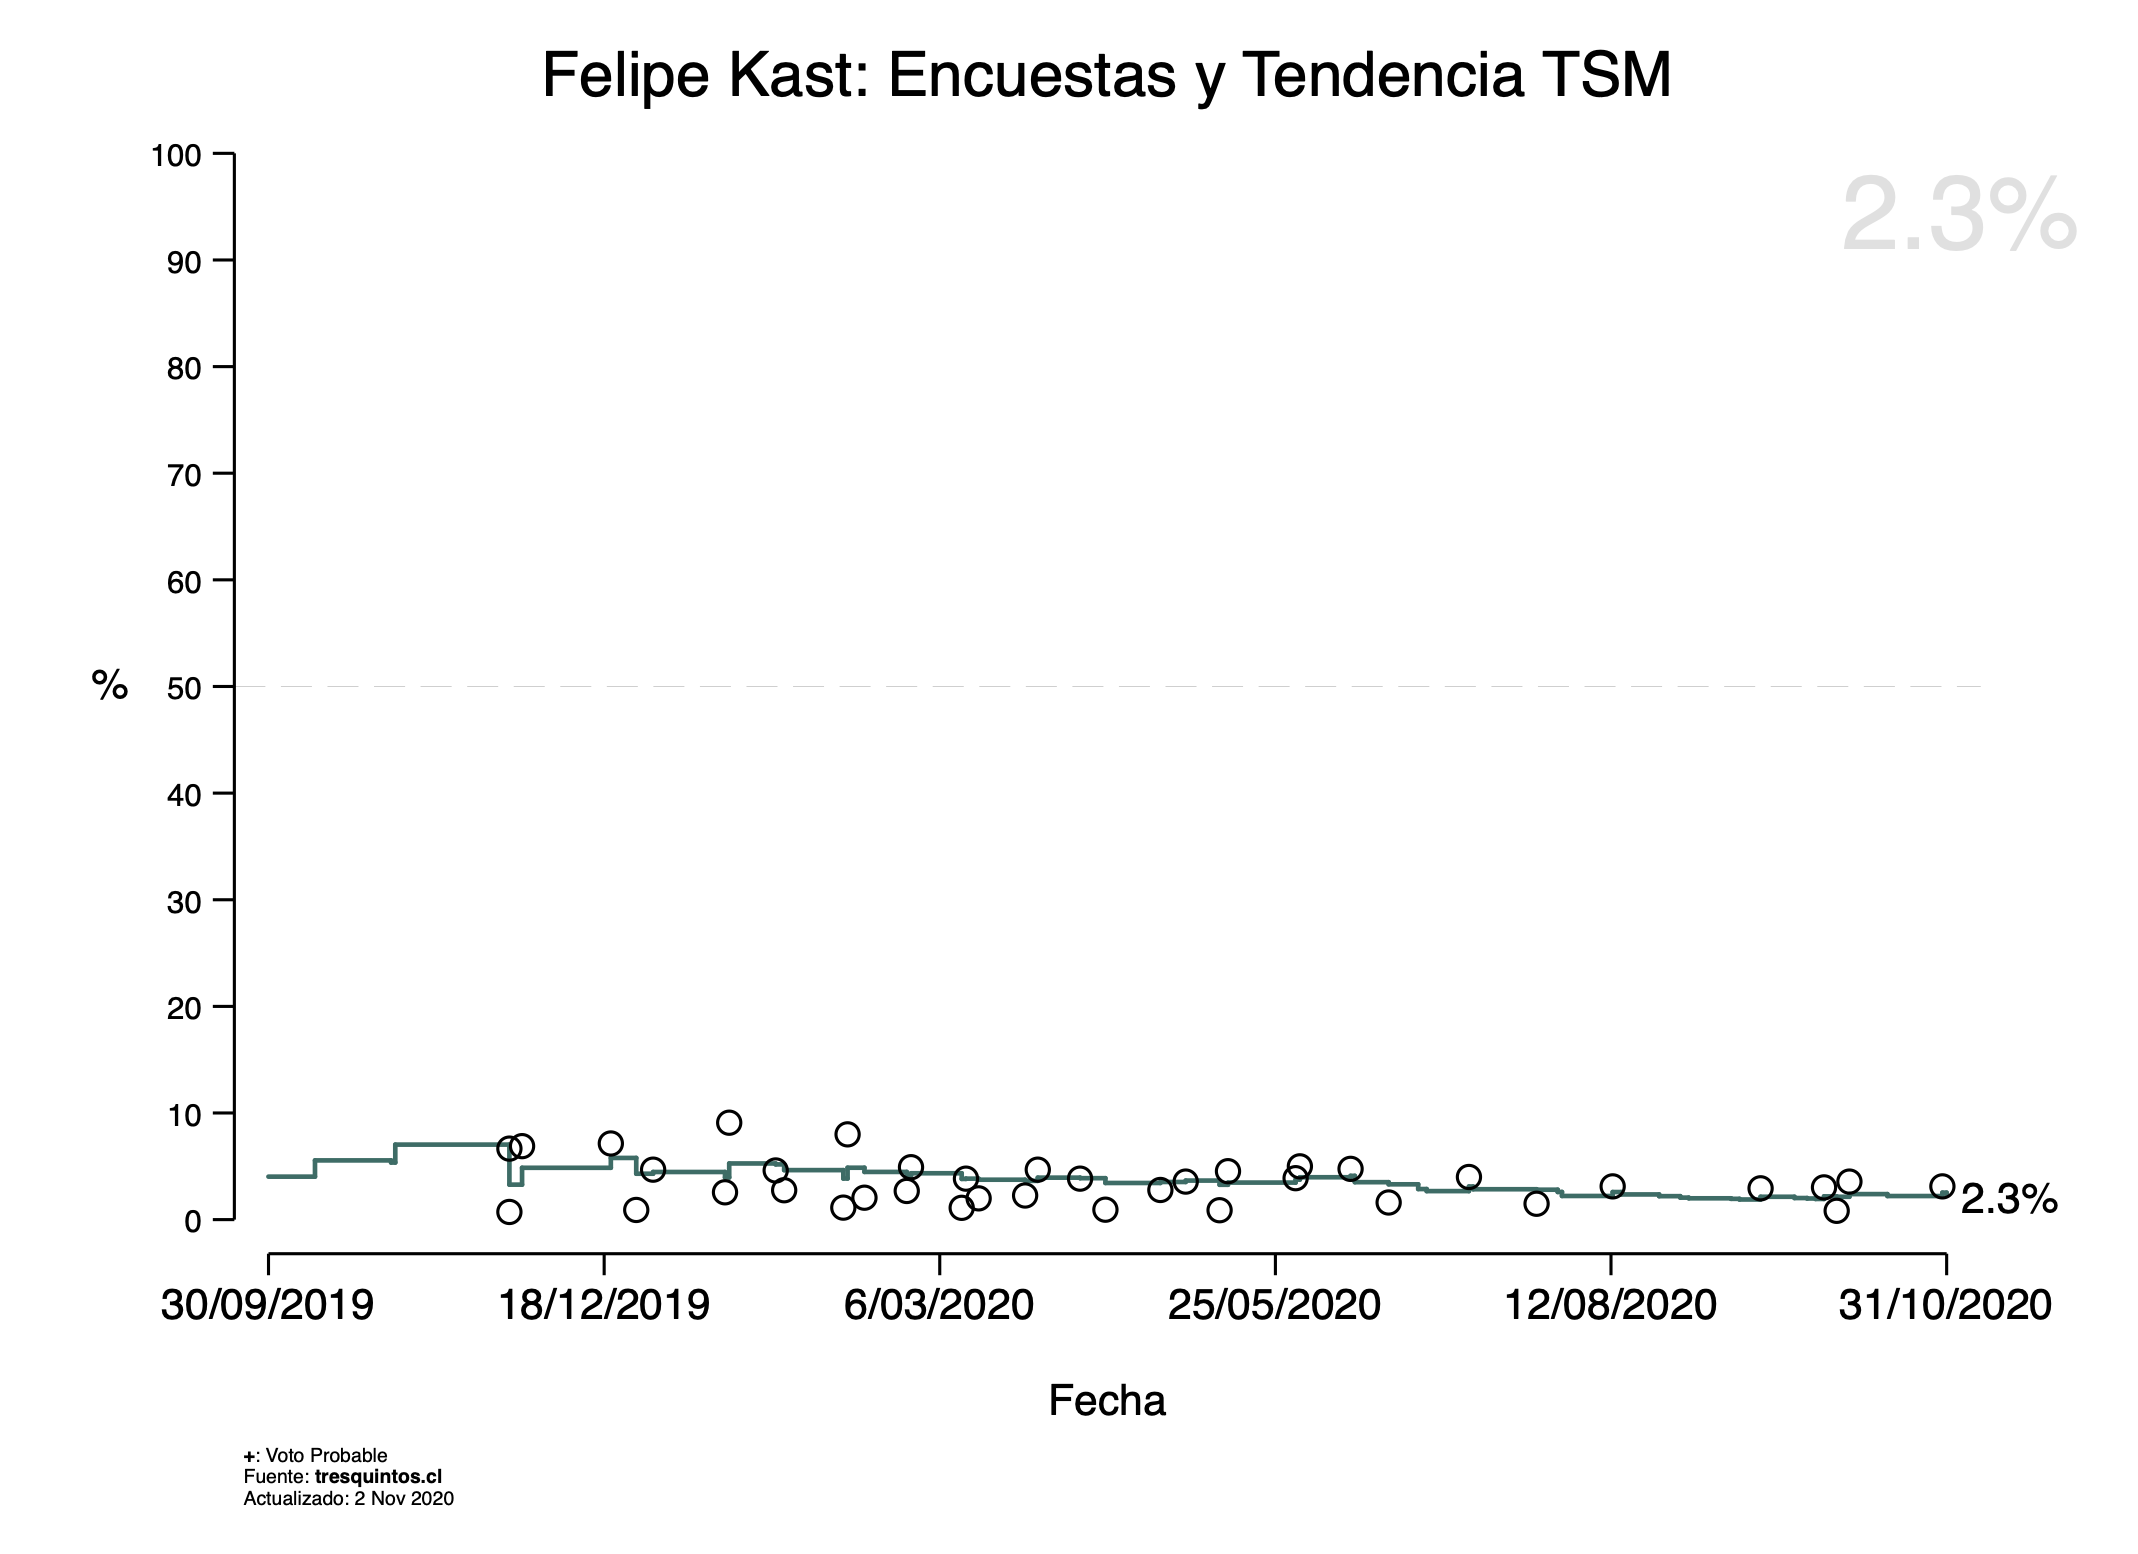 Felipe Kast: Encuestas y Tendencia TSM
2.3%
100
90
80
70
60
50
40
30
20
10
0
%
2.3%
30/09/2019 18/12/2019 6/03/2020 25/05/2020 12/08/2020 31/10/2020
Fecha
+: Voto Probable
Fuente: tresquintos.cl
Actualizado: 2 Nov 2020